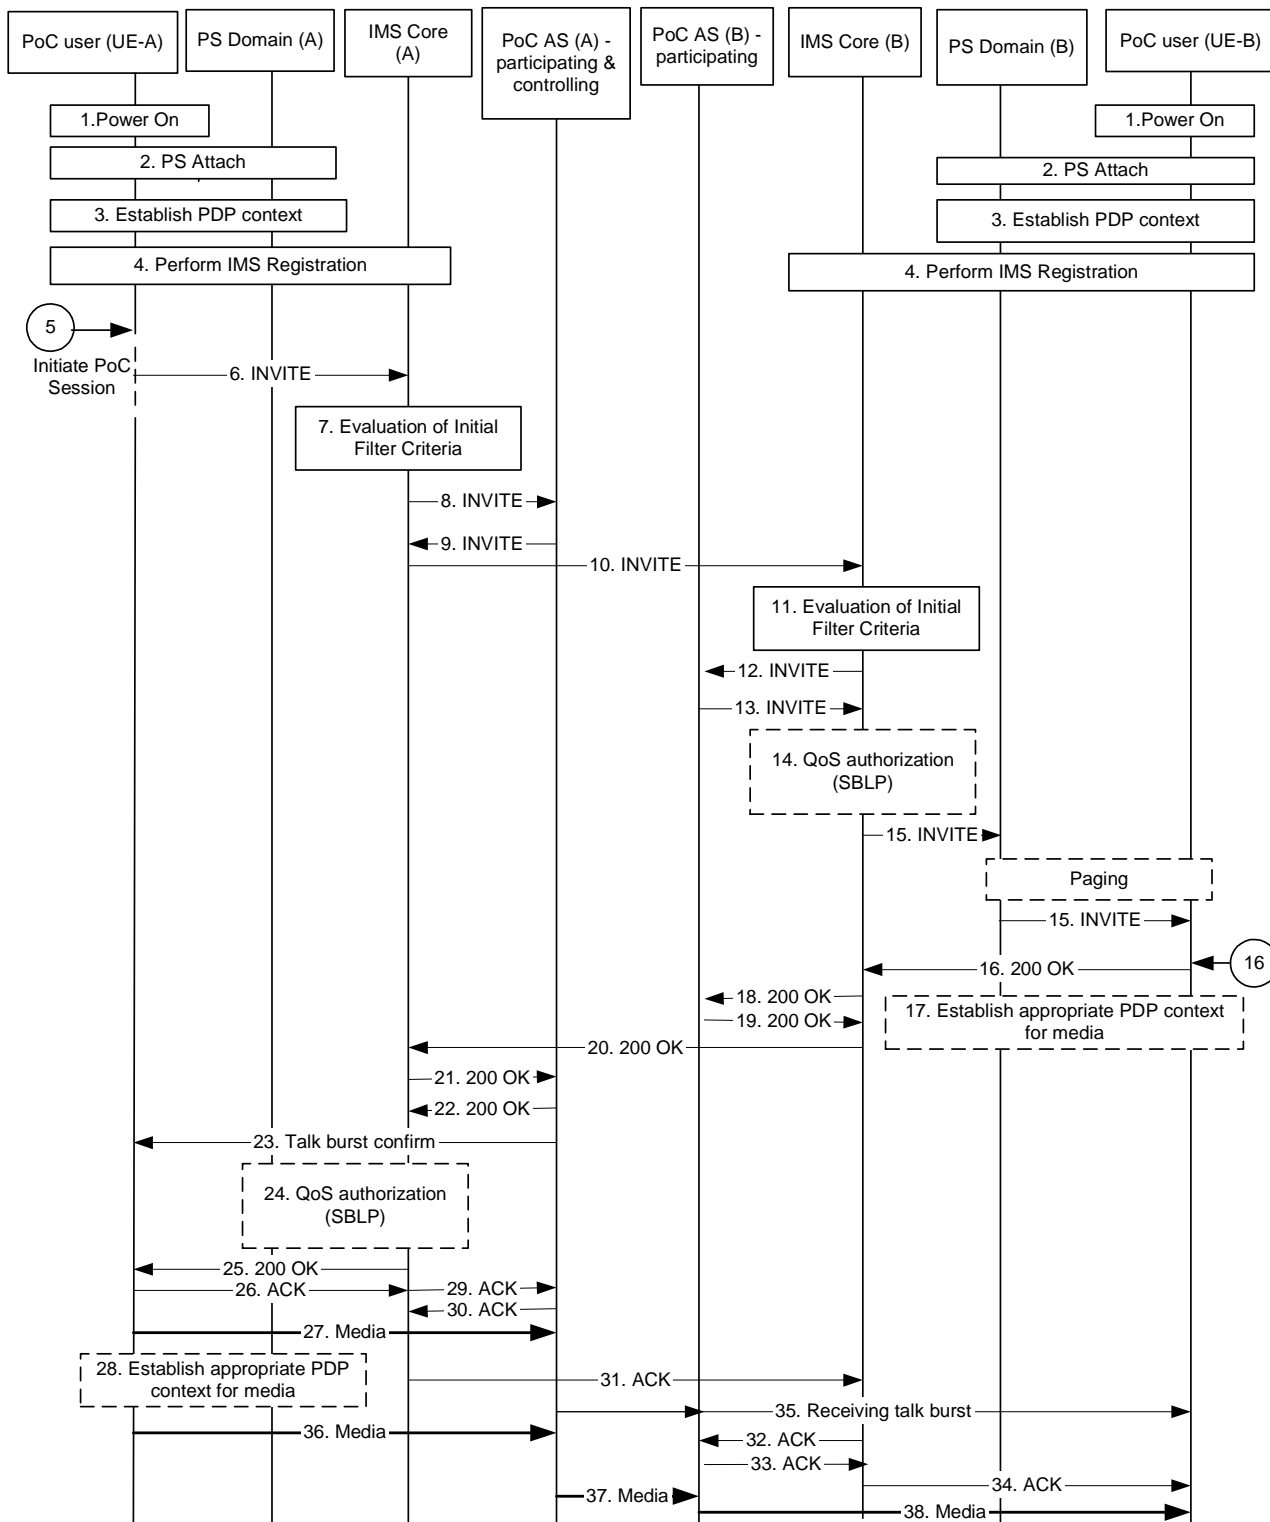 PoC user (UE-A)
PS Domain (A)
IMS Core
(A)
PoC AS (A) -
participating &
controlling
PoC AS (B) -
participating
IMS Core (B)
PS Domain (B)
PoC user (UE-B)
1.Power On
1.Power On
2. PS Attach
2. PS Attach
3. Establish PDP context
3. Establish PDP context
4. Perform IMS Registration
4. Perform IMS Registration
5
Initiate PoC
Session
6. INVITE
7. Evaluation of Initial
Filter Criteria
8. INVITE
9. INVITE
10. INVITE
11. Evaluation of Initial
Filter Criteria
12. INVITE
13. INVITE
14. QoS authorization
(SBLP)
15. INVITE
Paging
15. INVITE
16. 200 OK
16
18. 200 OK
17. Establish appropriate PDP context
for media
19. 200 OK
20. 200 OK
21. 200 OK
22. 200 OK
23. Talk burst confirm
24. QoS authorization
(SBLP)
25. 200 OK
26. ACK
29. ACK
30. ACK
27. Media
28. Establish appropriate PDP
context for media
31. ACK
35. Receiving talk burst
36. Media
32. ACK
33. ACK
34. ACK
37. Media
38. Media